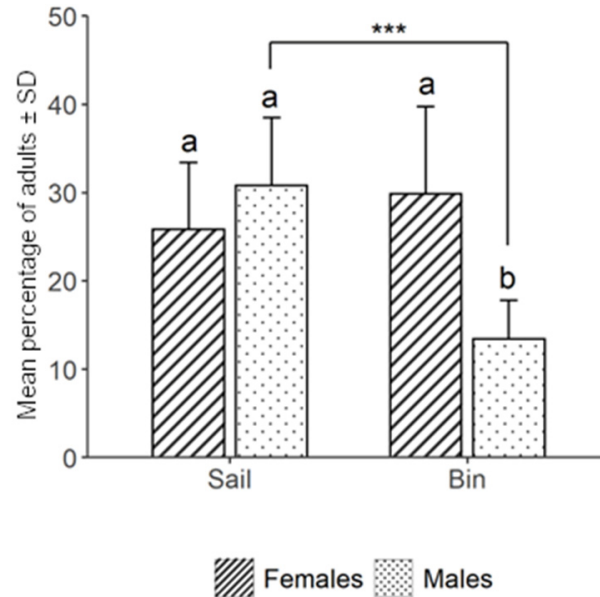 50
***
40
a
a
a
30
20
b
10
0
Mean percentage of adults ± SD
Sail Bin
Females Males